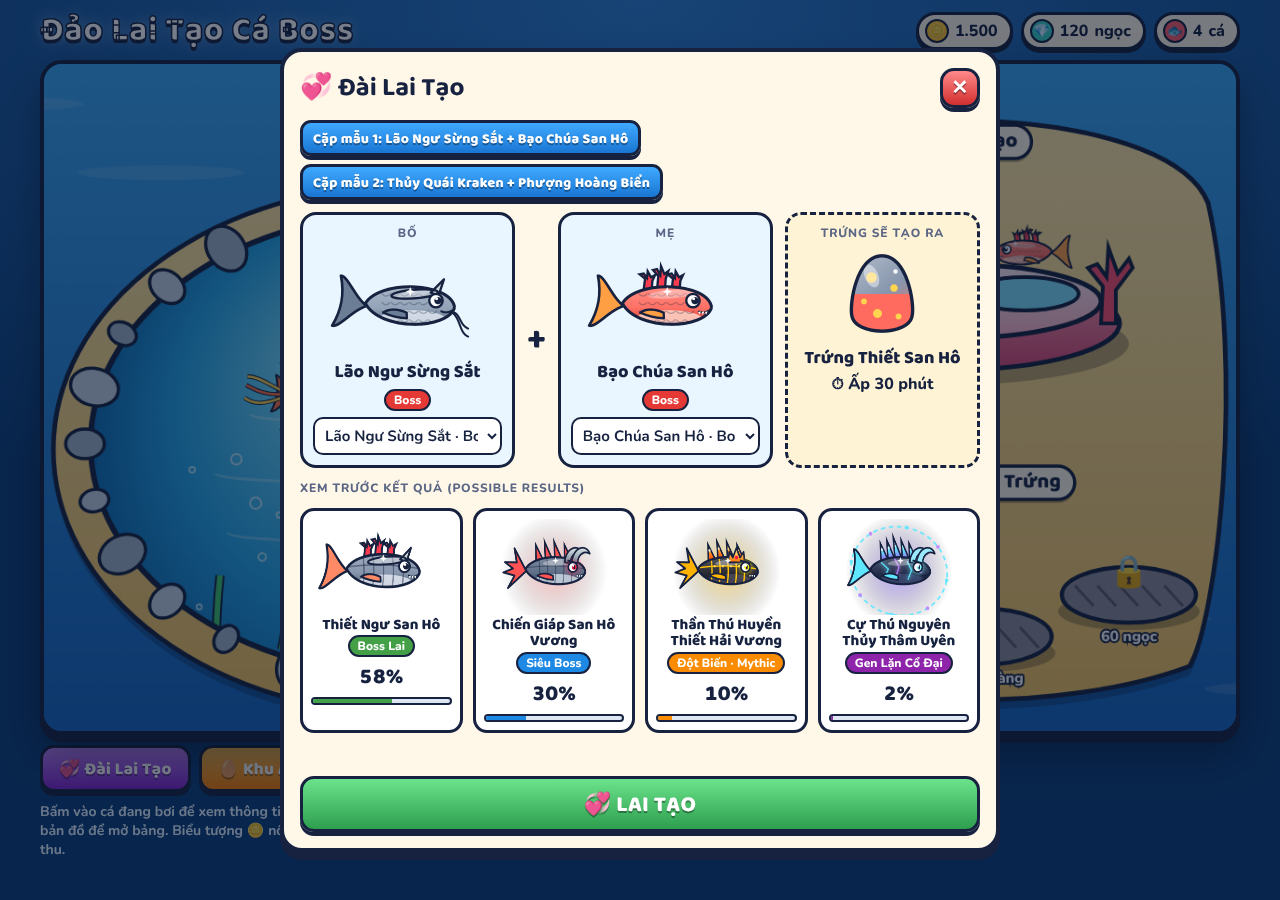 Đảo Lai Tạo Cá Boss
1.500
120 ngọc
4 cá
💞 Đài Lai Tạo
✕
Cặp mẫu 1: Lão Ngư Sừng Sắt + Bạo Chúa San Hô
Cặp mẫu 2: Thủy Quái Kraken + Phượng Hoàng Biển
BỐ
Lão Ngư Sừng Sắt
Boss
Lão Ngư Sừng Sắt · Bo
+
MẸ
Bạo Chúa San Hô
Boss
Bạo Chúa San Hô · Bo
TRỨNG SẼ TẠO RA
Trứng Thiết San Hô
⏱ Ấp 30 phút
XEM TRƯỚC KẾT QUẢ (POSSIBLE RESULTS)
Thiết Ngư San Hô
Boss Lai
58%
Chiến Giáp San Hô
Vương
Siêu Boss
30%
Thần Thú Huyền
Thiết Hải Vương
Đột Biến · Mythic
10%
Cự Thú Nguyên
Thủy Thâm Uyên
Gen Lặn Cổ Đại
2%
💞 LAI TẠO
Trứng
60 ngọc
💞 Đài Lai Tạo
Khu
Bấm vào cá đang bơi để xem thông
bản đồ để mở bảng. Biểu tượng
thu.